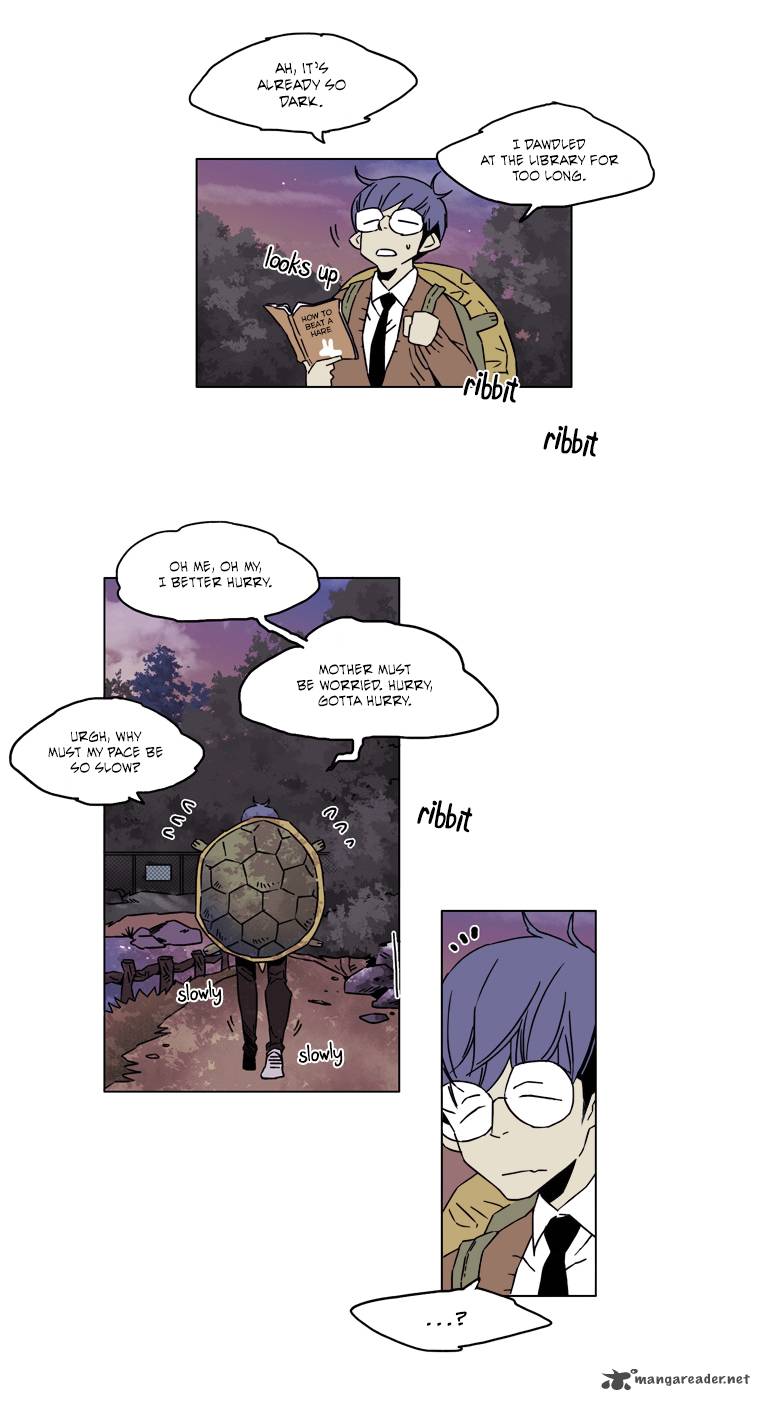 AH, IT'S
ALREADY SO
DARK.
I DAWDLED
AT THE LIBRARY FOR
TOO LONG.
looks up
HOW TO
BEAT A
HARE
ribbit
ribbit
OH ME, OH MY,
I BETTER HURRY.
MOTHER MUST
BE WORRIED. HURRY,
GOTTA HURRY.
URGH, WHY
MUST MY PACE BE
SO SLOW?
ribbit
slowly
slowly
...?
mangareader.net